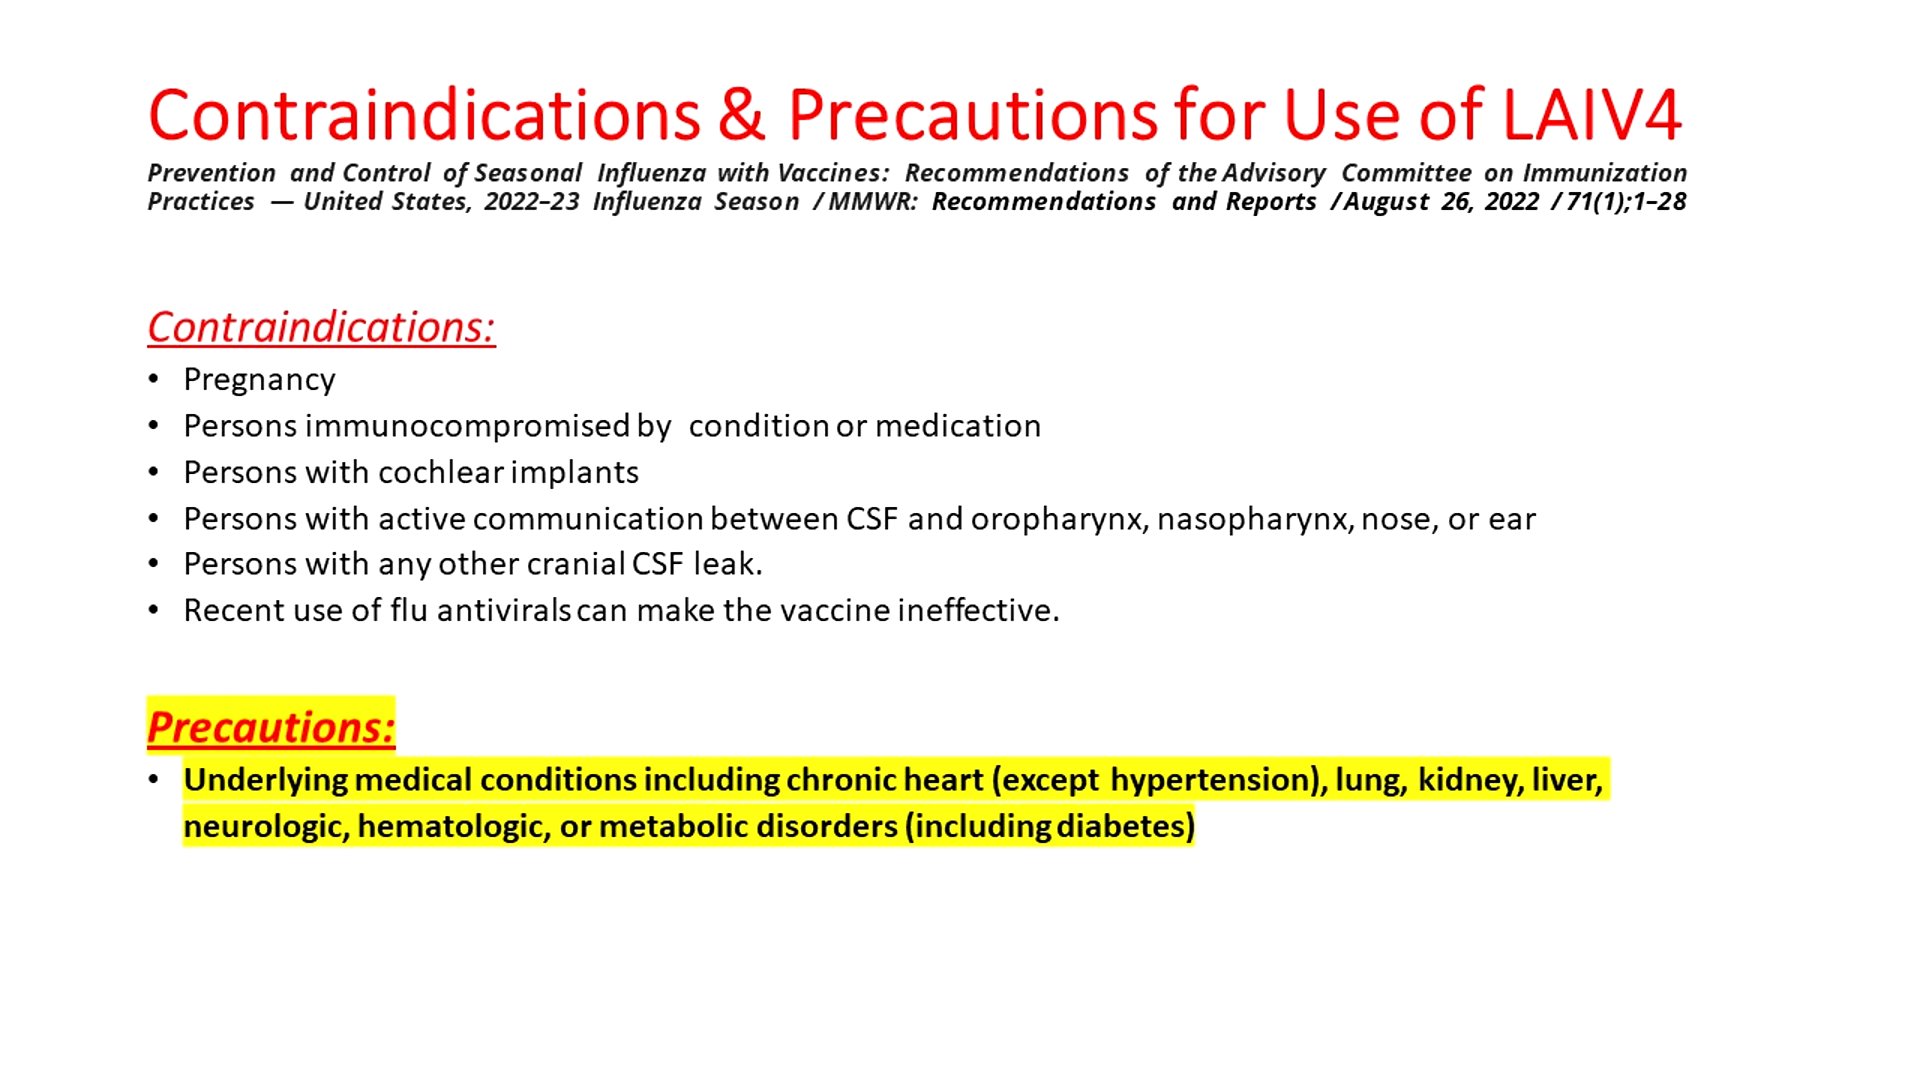 Contraindications & Precautions for Use of LAIV4
Prevention and Control of Seasonal Influenza with Vaccines: Recommendations of the Advisory Committee on Immunization
Practices — United States, 2022–23 Influenza Season / MMWR: Recommendations and Reports / August 26, 2022 / 71(1);1–28
Contraindications:
• Pregnancy
• Persons immunocompromised by condition or medication
• Persons with cochlear implants
• Persons with active communication between CSF and oropharynx, nasopharynx, nose, or ear
• Persons with any other cranial CSF leak.
• Recent use of flu antivirals can make the vaccine ineffective.
Precautions:
• Underlying medical conditions including chronic heart (except hypertension), lung, kidney, liver,
neurologic, hematologic, or metabolic disorders (including diabetes)